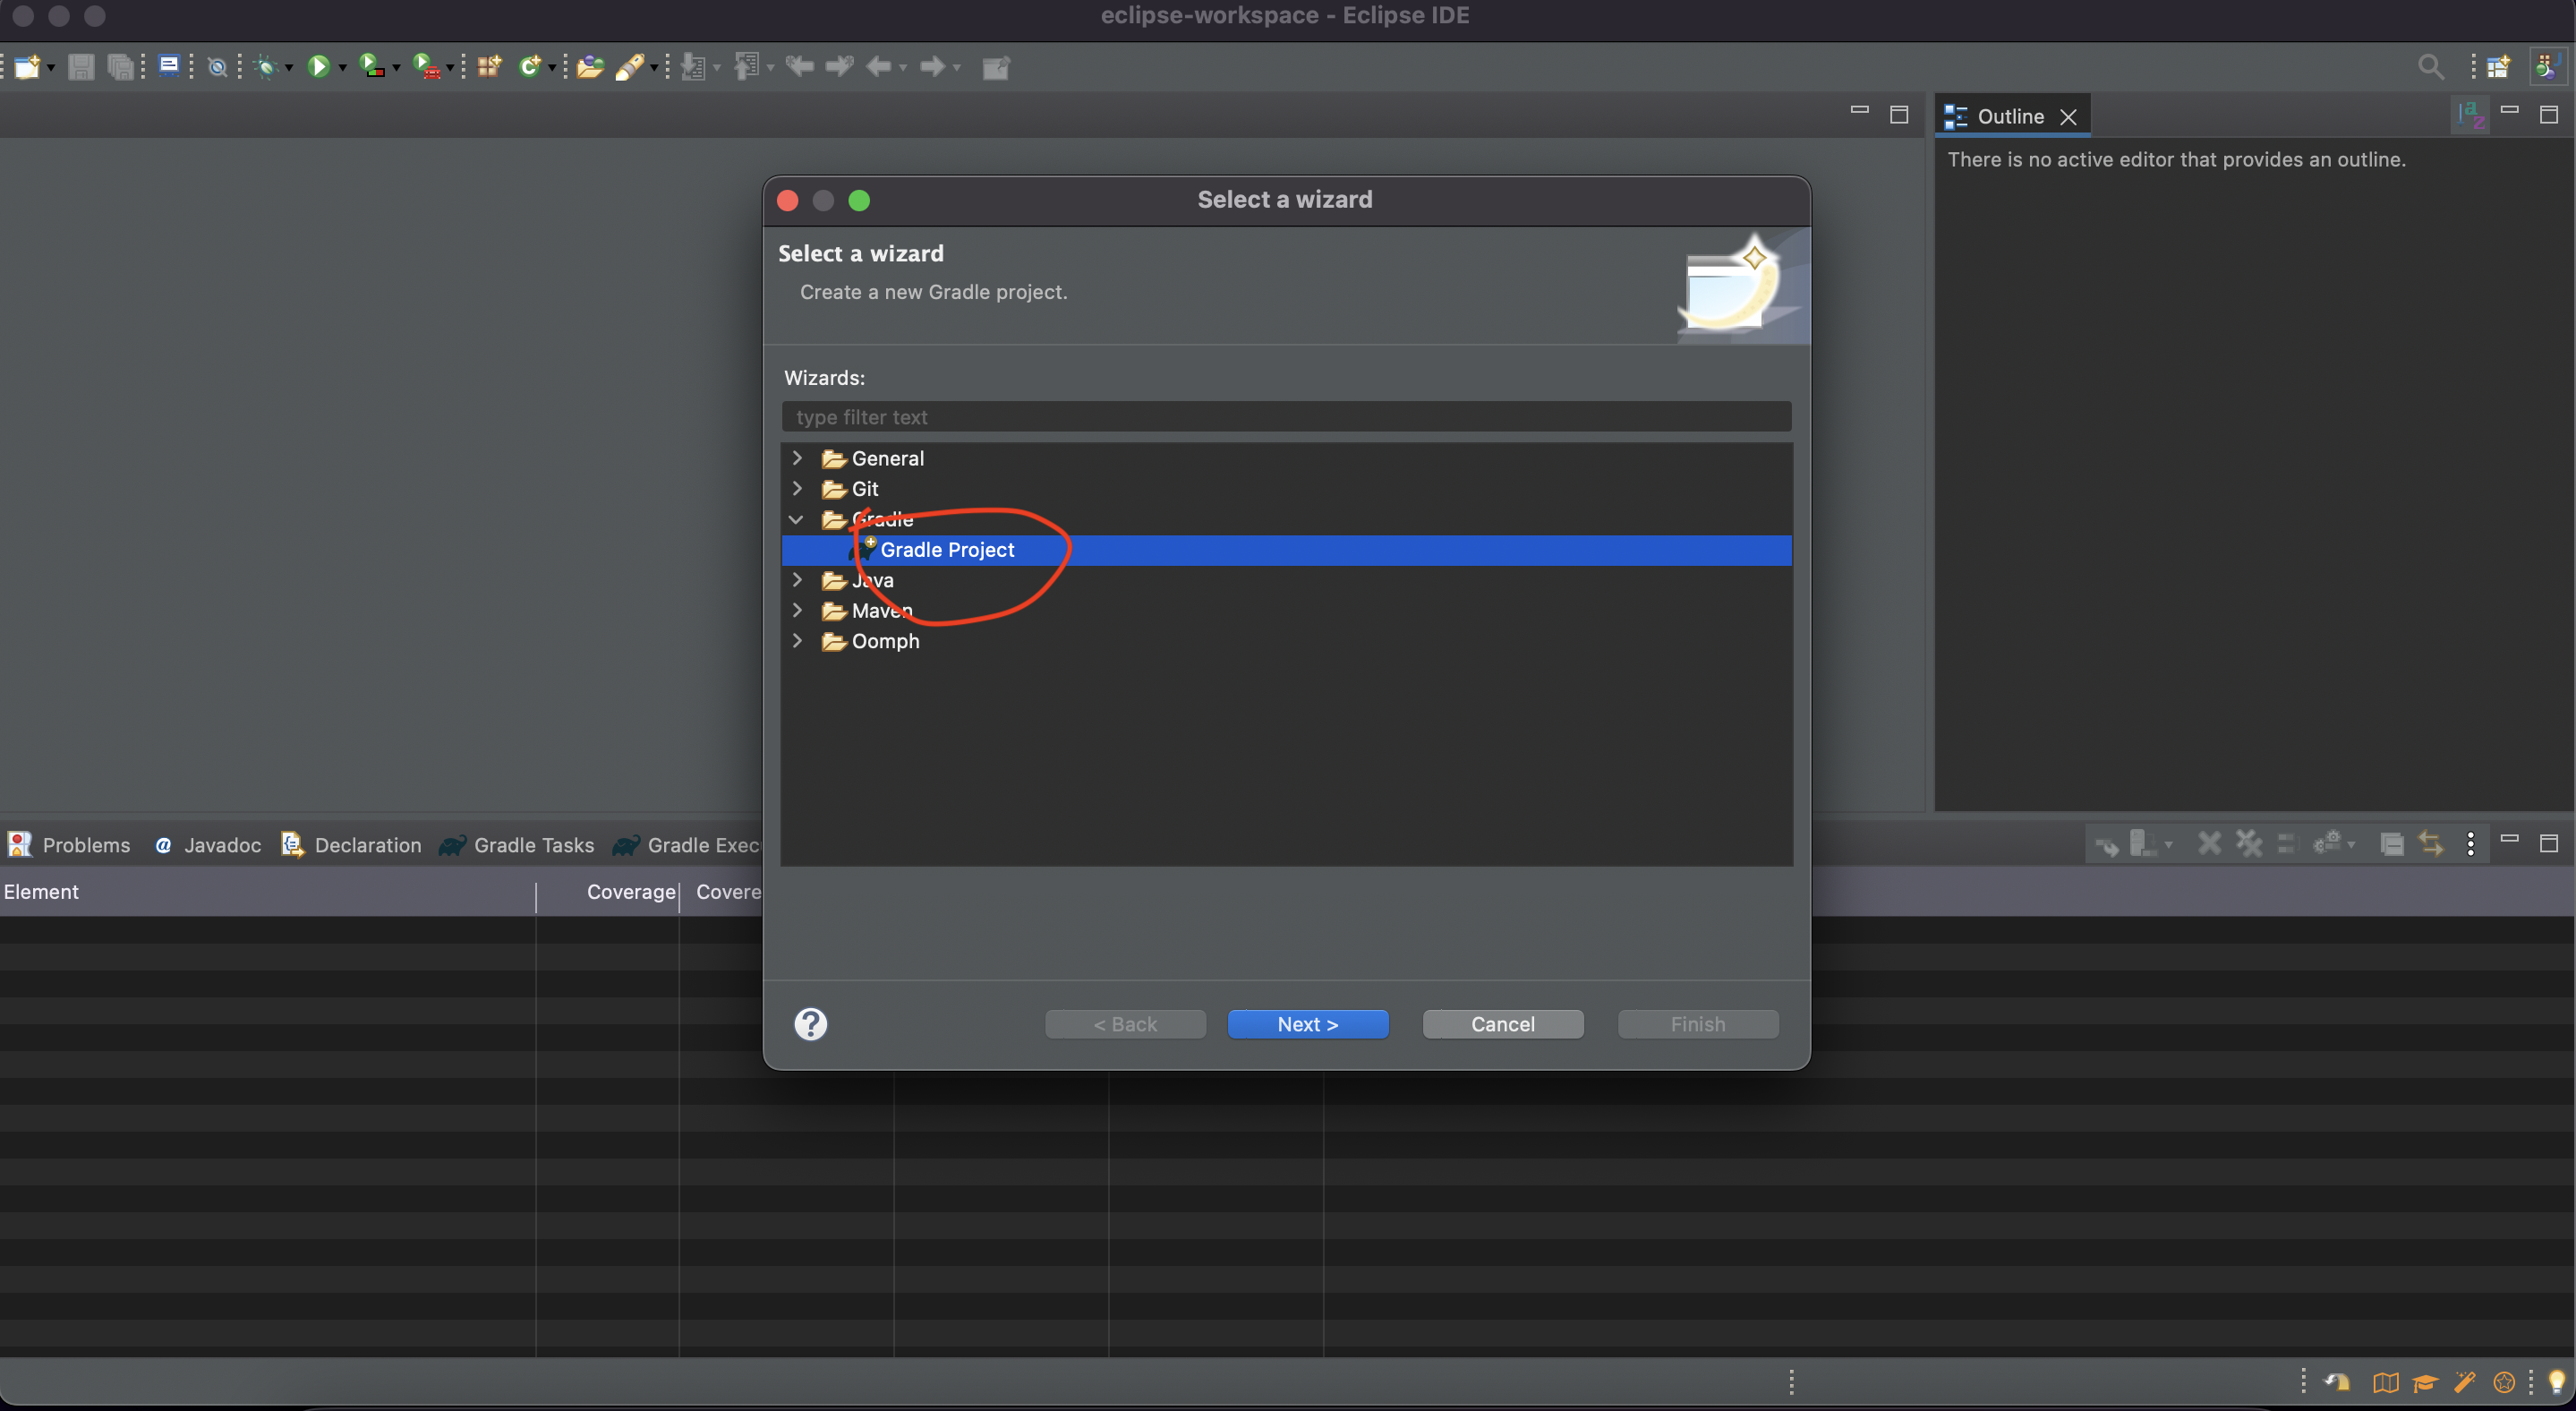 eclipse-workspace - Eclipse IDE
Outline
There is no active editor that provides an outline.
Select a wizard
Select a wizard
Create a new Gradle project.
Wizards:
type filter text
General
Git
Gradle
Gradle Project
Java
Maven
Oomph
Problems
@ Javadoc
Declaration
Gradle Tasks
Gradle Exec
Element
Coverage
Covere
?
< Back
Next >
Cancel
Finish